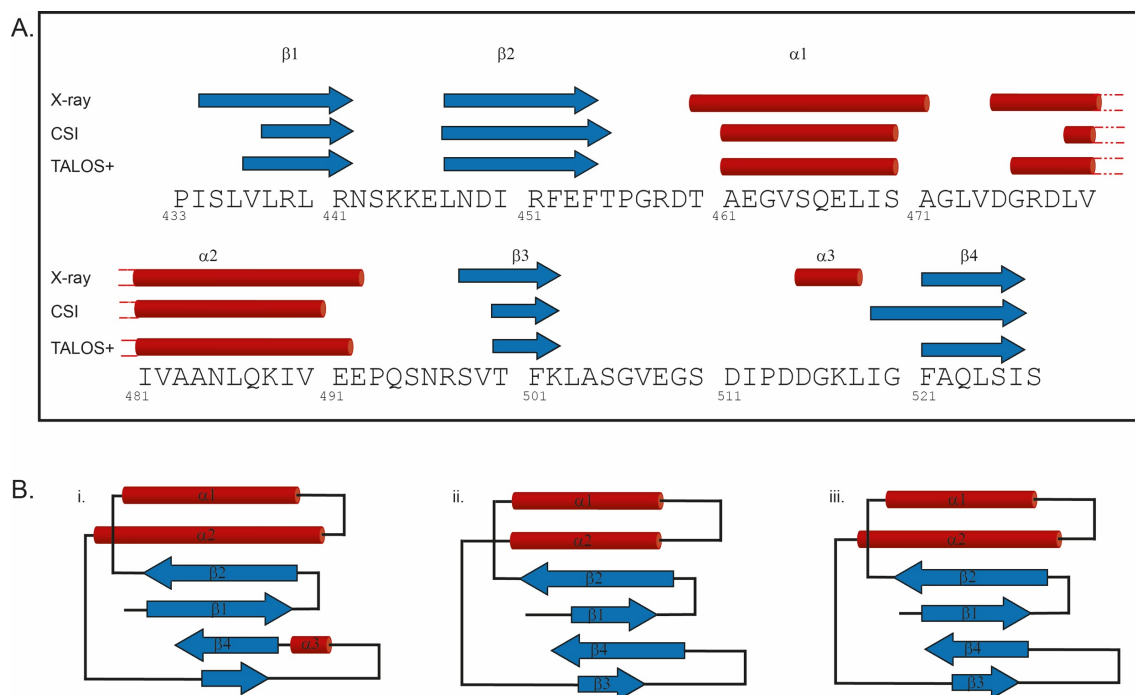 A.
β1 β2 α1
X-ray
CSI
TALOS+
PISLVLRL RNSKKELNDI RFEFTPGRDT AEGVSQELIS AGLVDGRDLV
433 441 451 461 471
α2 β3 α3 β4
X-ray
CSI
TALOS+
IVAANLQKIV EEPQSNRSVT FKLASGVEGS DIPDDGKLIG FAQLSIS
481 491 501 511 521
B.
i. ii. iii.
α1 α1 α1
α2 α2 α2
β2 β2 β2
β1 β1 β1
β4 α3 β4 β4
β3 β3